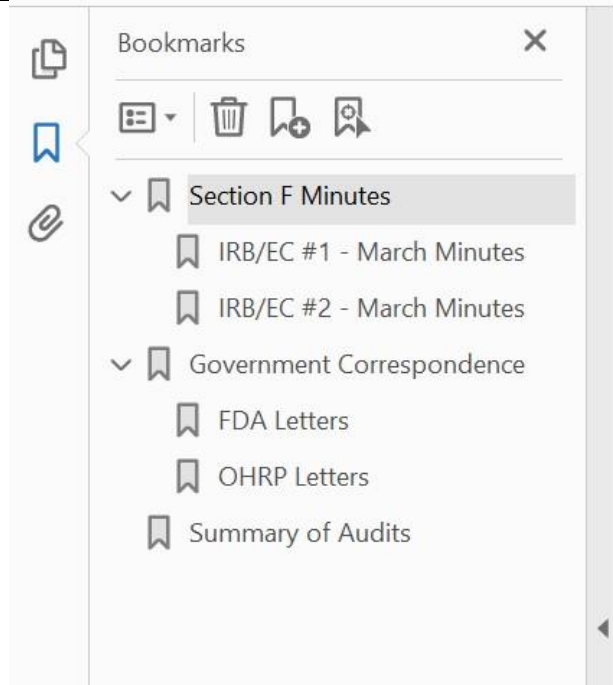 Bookmarks
Section F Minutes
IRB/EC #1 - March Minutes
IRB/EC #2 - March Minutes
Government Correspondence
FDA Letters
OHRP Letters
Summary of Audits